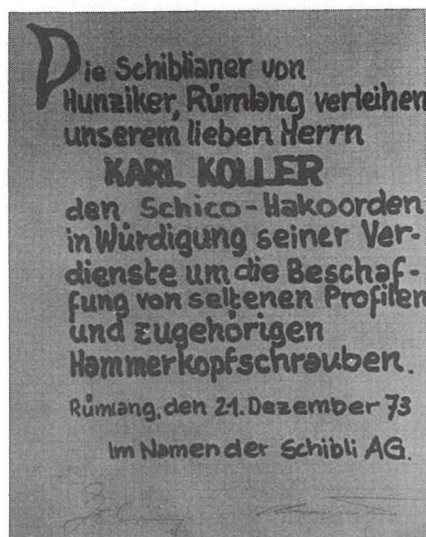 Die Schiblianer von
Hunziker, Rümlang verleihen
unserem lieben Herrn
KARL KOLLER
den Schico-Hakoorden
in Würdigung seiner Ver-
dienste um die Beschaf-
fung von seltenen Profilen
und zugehörigen
Hammerkopfschrauben.
Rümlang, den 21. Dezember 73
Im Namen der Schibli AG.